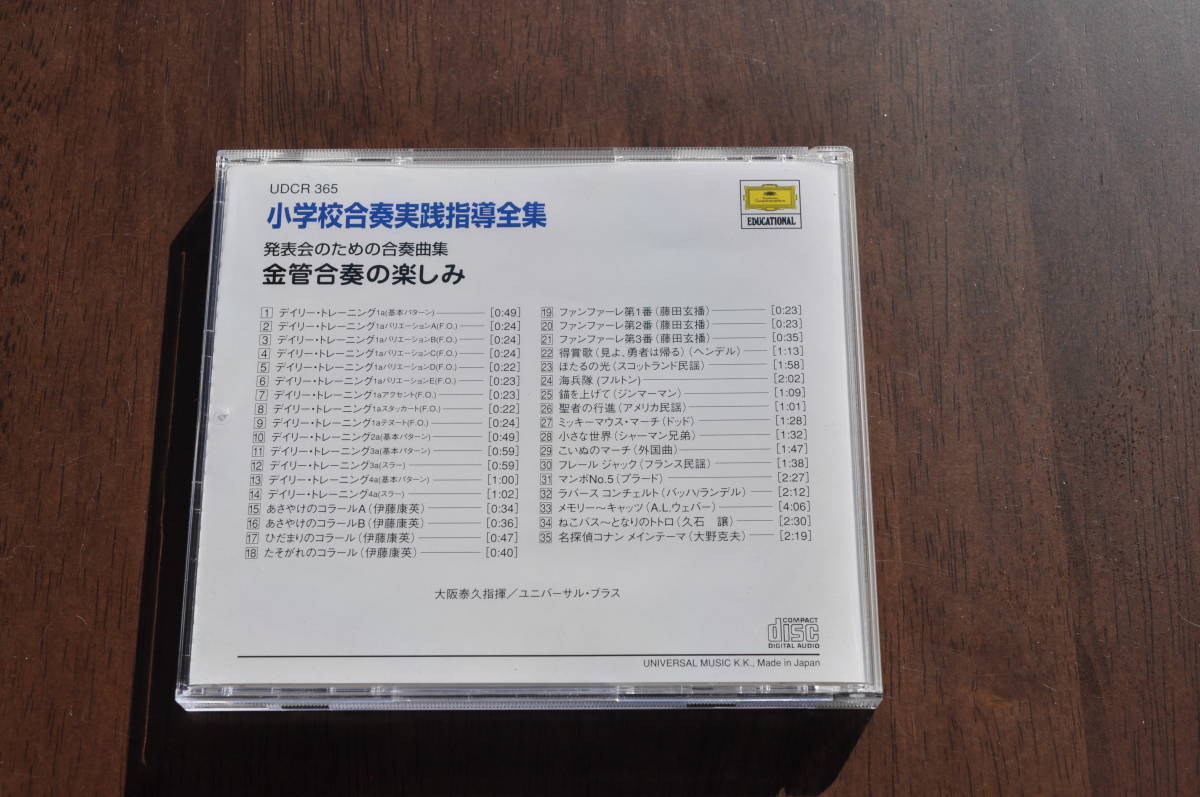 UDCR 365
小学校合奏実践指導全集
発表会のための合奏曲集
金管合奏の楽しみ
EDUCATIONAL
1 デイリー・トレーニング1a(基本パターン) [0:49]
2 デイリー・トレーニング1aバリエーションA(F.O.) [0:24]
3 デイリー・トレーニング1aバリエーションB(F.O.) [0:24]
4 デイリー・トレーニング1aバリエーションC(F.O.) [0:24]
5 デイリー・トレーニング1aバリエーションD(F.O.) [0:22]
6 デイリー・トレーニング1aバリエーションE(F.O.) [0:23]
7 デイリー・トレーニング1aアクセント(F.O.) [0:23]
8 デイリー・トレーニング1aスタッカート(F.O.) [0:22]
9 デイリー・トレーニング1aテヌート(F.O.) [0:24]
10 デイリー・トレーニング2a(基本パターン) [0:49]
11 デイリー・トレーニング3a(基本パターン) [0:59]
12 デイリー・トレーニング3a(スラー) [0:59]
13 デイリー・トレーニング4a(基本パターン) [1:00]
14 デイリー・トレーニング4a(スラー) [1:02]
15 あさやけのコラールA(伊藤康英) [0:34]
16 あさやけのコラールB(伊藤康英) [0:36]
17 ひだまりのコラール(伊藤康英) [0:47]
18 たそがれのコラール(伊藤康英) [0:40]
19 ファンファーレ第1番(藤田玄播) [0:23]
20 ファンファーレ第2番(藤田玄播) [0:23]
21 ファンファーレ第3番(藤田玄播) [0:35]
22 得賞歌(見よ、勇者は帰る)(ヘンデル) [1:13]
23 ほたるの光(スコットランド民謡) [1:58]
24 海兵隊(フルトン) [2:02]
25 錨を上げて(ジンマーマン) [1:09]
26 聖者の行進(アメリカ民謡) [1:01]
27 ミッキーマウス・マーチ(ドッド) [1:28]
28 小さな世界(シャーマン兄弟) [1:32]
29 こいぬのマーチ(外国曲) [1:47]
30 フレール ジャック(フランス民謡) [1:38]
31 マンボNo.5(プラード) [2:27]
32 ラバース コンチェルト(バッハ/ランデル) [2:12]
33 メモリー〜キャッツ(A.L.ウェバー) [4:06]
34 ねこバス〜となりのトトロ(久石 譲) [2:30]
35 名探偵コナン メインテーマ(大野克夫) [2:19]
大阪泰久指揮/ユニバーサル・ブラス
COMPACT
disc
DIGITAL AUDIO
UNIVERSAL MUSIC K.K., Made in Japan